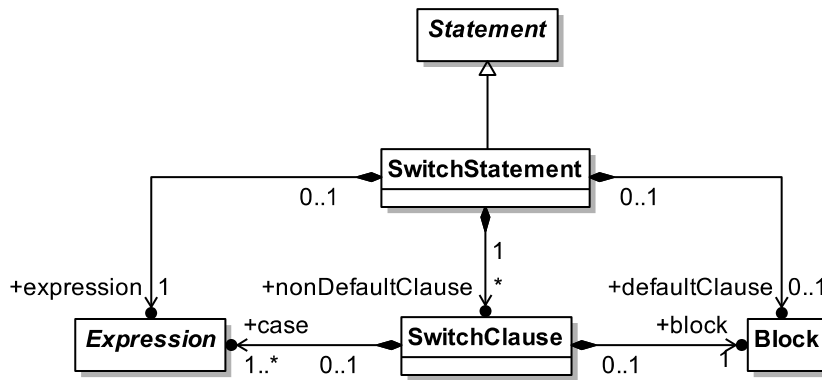 Statement
SwitchStatement
0..1
0..1
1
+expression 1
+nonDefaultClause *
+defaultClause 0..1
Expression
+case
1..*
0..1
SwitchClause
0..1
+block
1
Block